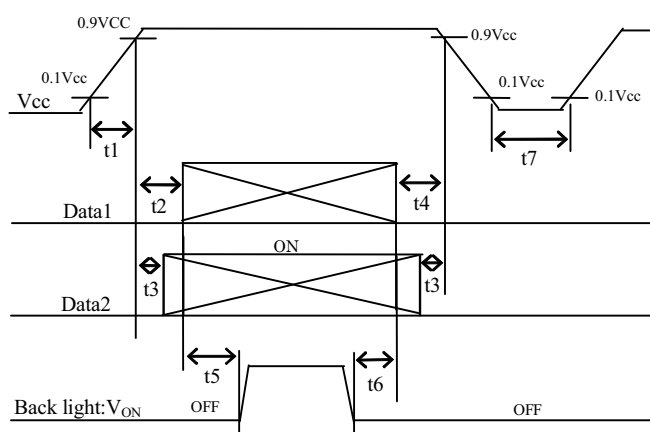 0.9VCC
0.9Vcc
0.1Vcc
0.1Vcc
0.1Vcc
Vcc
t1
t7
t2
t4
Data1
ON
t3
t3
Data2
t5
t6
Back light:VON
OFF
OFF